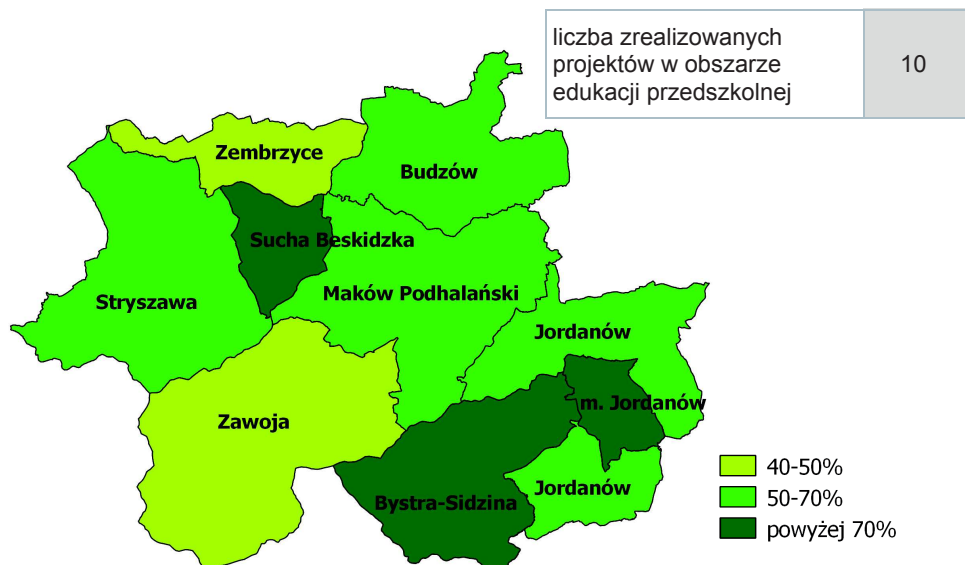 liczba zrealizowanych
projektów w obszarze
edukacji przedszkolnej
10
Zembrzyce
Budzów
Sucha Beskidzka
Stryszawa
Maków Podhalański
Jordanów
m. Jordanów
Zawoja
Bystra-Sidzina
Jordanów
40-50%
50-70%
powyżej 70%